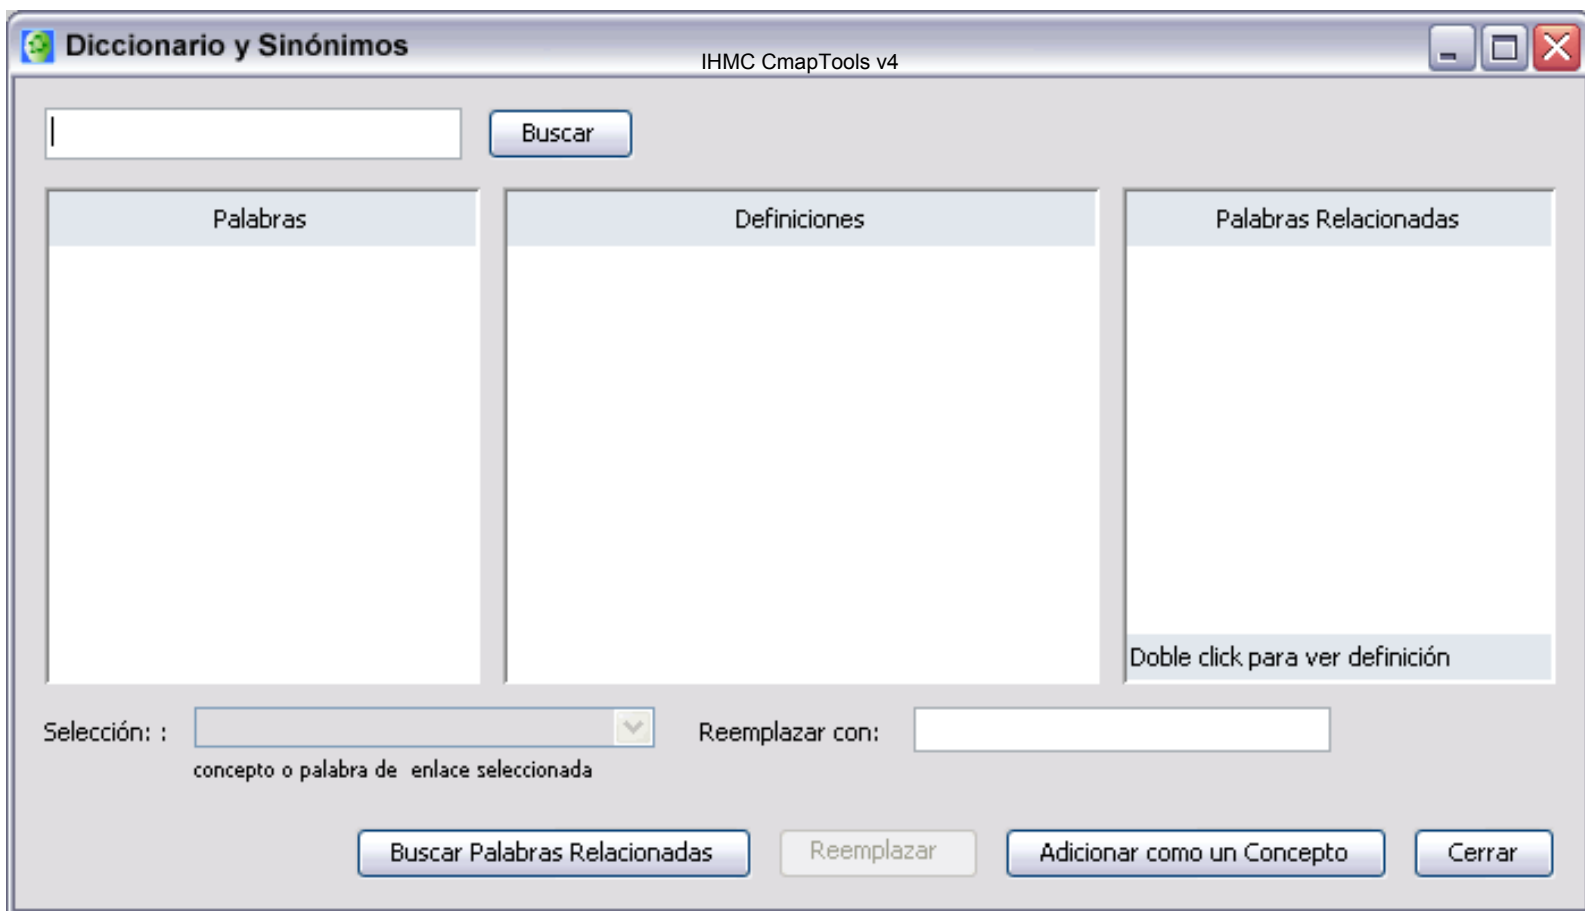 Diccionario y Sinónimos
IHMC CmapTools v4
Buscar
Palabras
Definiciones
Palabras Relacionadas
Doble click para ver definición
Selección: :
Reemplazar con:
concepto o palabra de enlace seleccionada
Buscar Palabras Relacionadas
Reemplazar
Adicionar como un Concepto
Cerrar